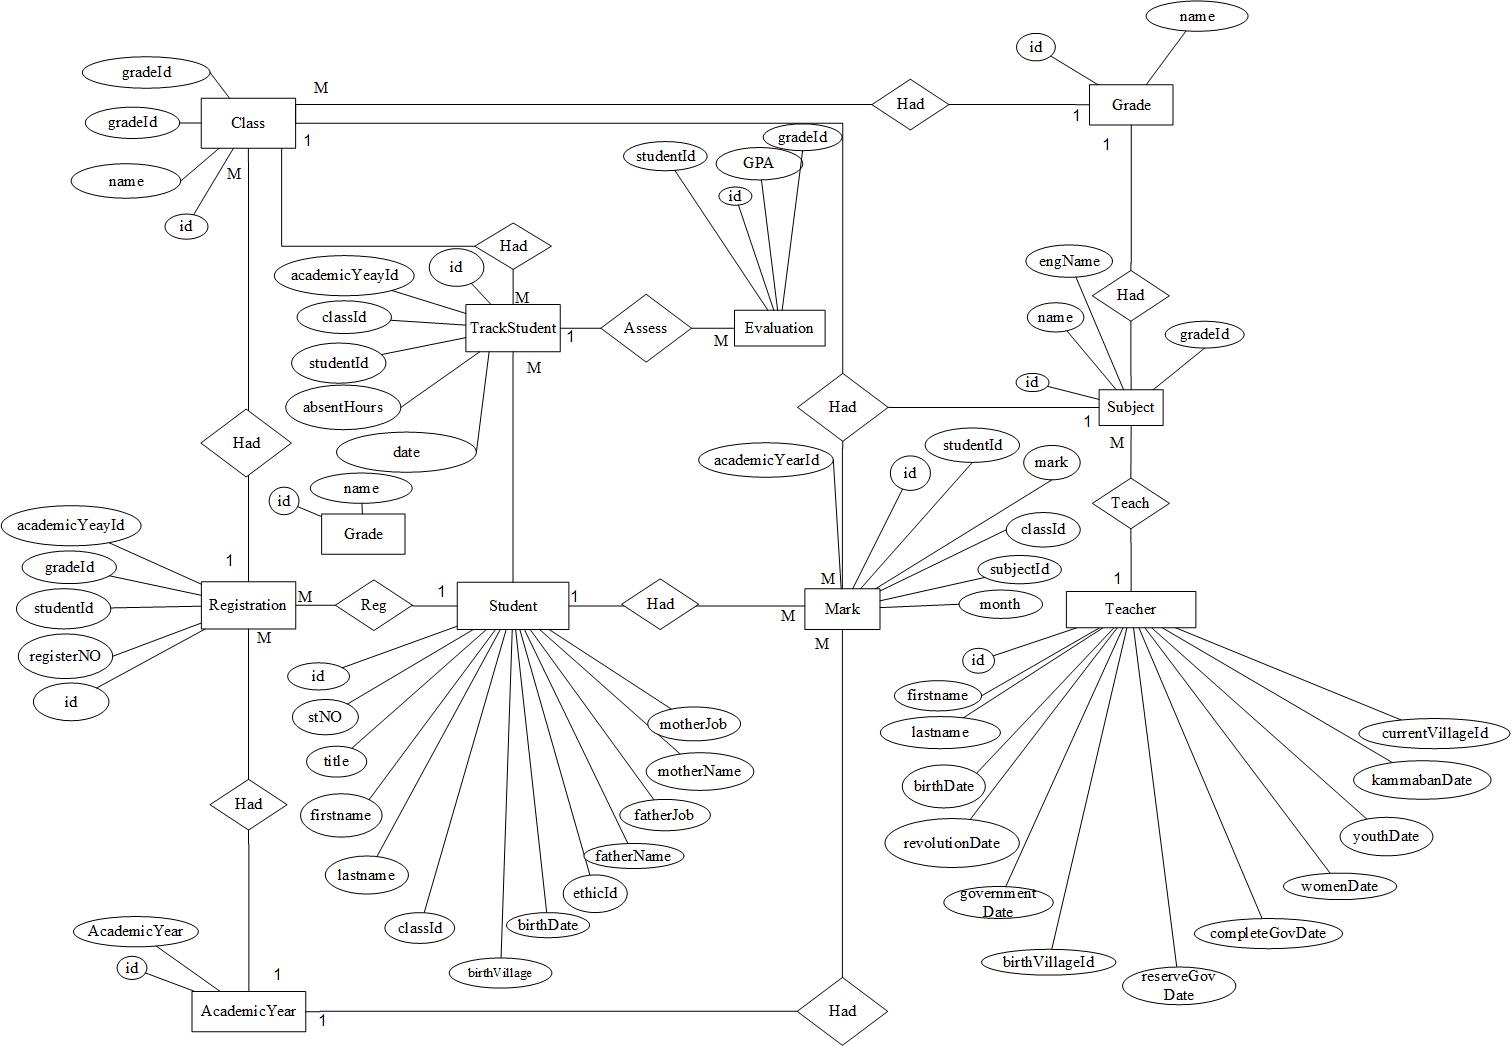 name
id
gradeId
M
Had
Grade
1
1
gradeId
Class
1
M
name
id
studentId
GPA
gradeId
id
Had
academicYeayId
id
M
classId
TrackStudent
1
Assess
M
Evaluation
studentId
M
absentHours
date
engName
Had
name
gradeId
id
Had
Subject
1
M
Had
name
id
Grade
academicYearId
id
studentId
mark
Teach
classId
subjectId
month
academicYeayId
gradeId
studentId
registerNO
id
1
Registration
M
M
Reg
1
Student
1
Had
M
M
Mark
M
1
Teacher
id
stNO
title
firstname
lastname
classId
birthVillage
birthDate
ethicId
fatherName
fatherJob
motherName
motherJob
id
firstname
lastname
birthDate
revolutionDate
government
Date
birthVillageId
reserveGov
Date
completeGovDate
womenDate
youthDate
kammabanDate
currentVillageId
Had
AcademicYear
id
1
AcademicYear
1
Had